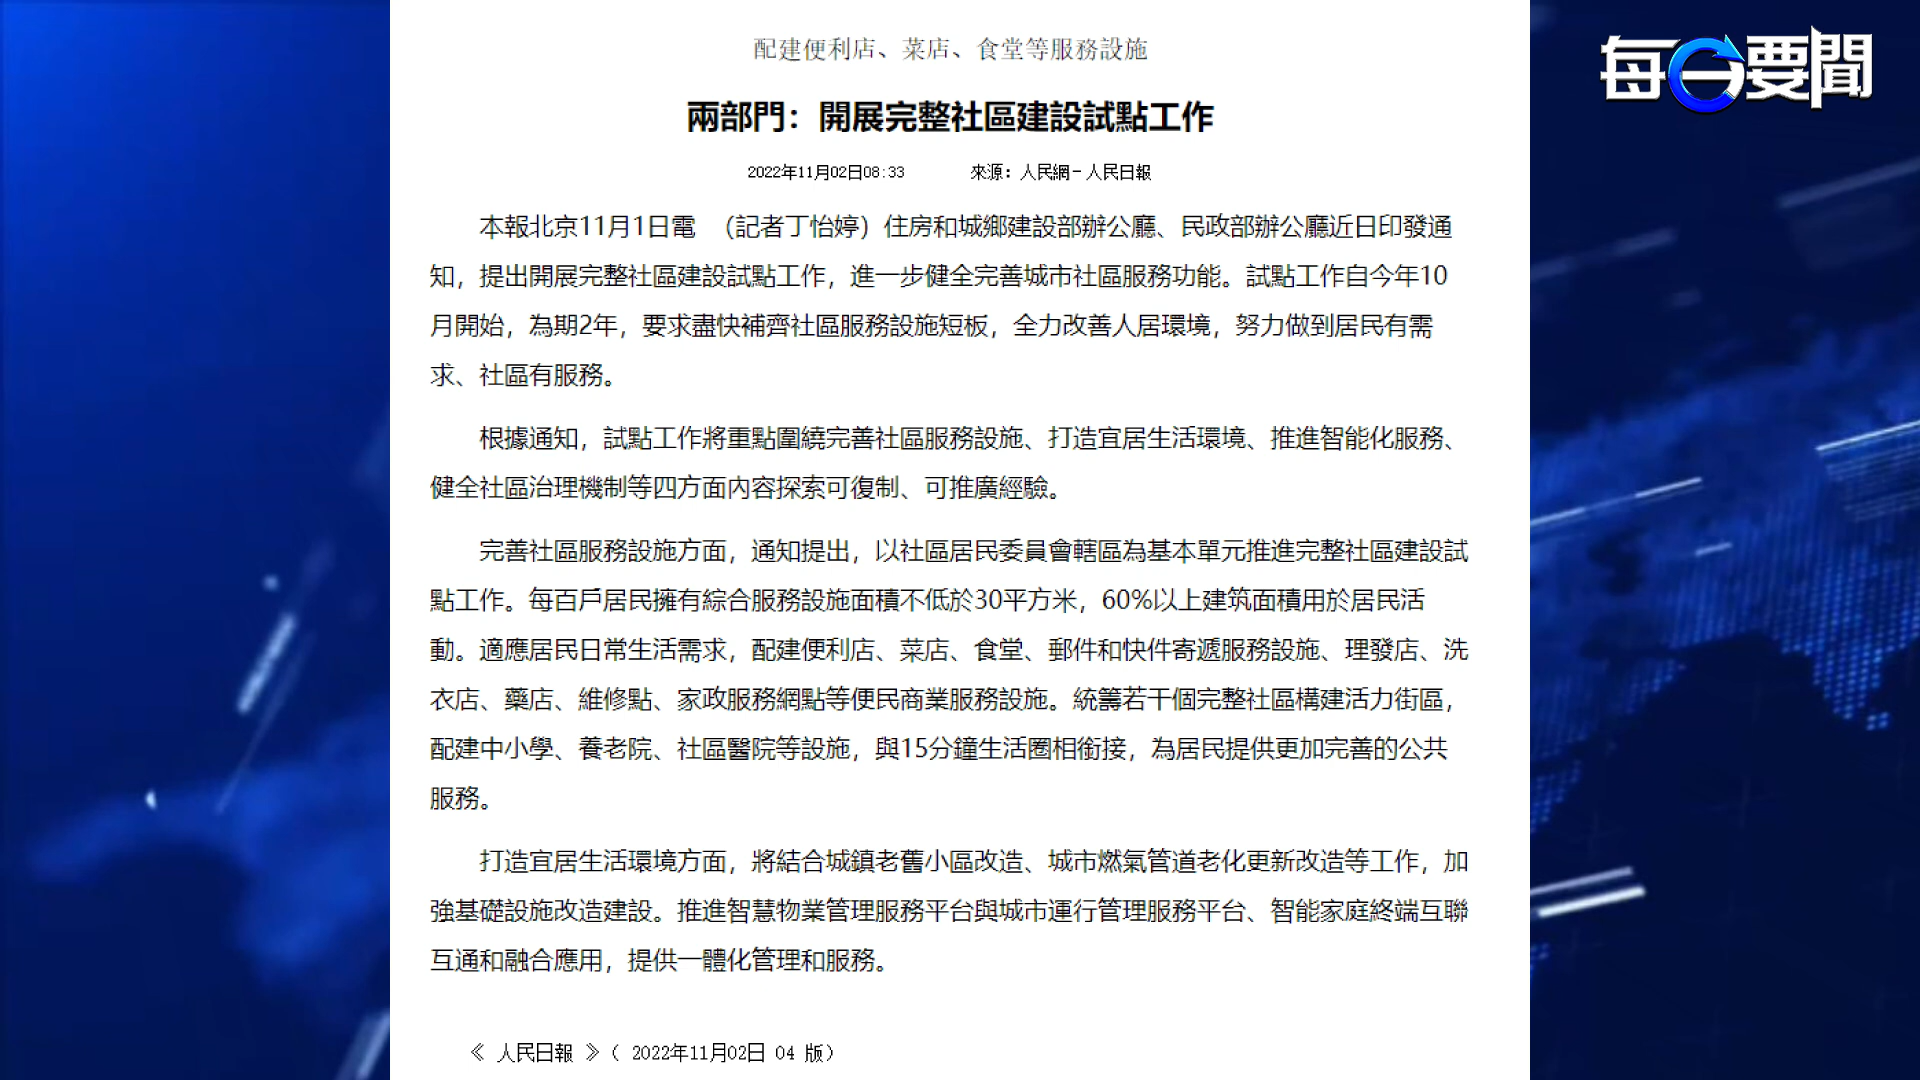 配建便利店、菜店、食堂等服務設施
每日要聞
兩部門：開展完整社區建設試點工作
2022年11月02日08:33 來源：人民網－人民日報
本報北京11月1日電 （記者丁怡婷）住房和城鄉建設部辦公廳、民政部辦公廳近日印發通
知，提出開展完整社區建設試點工作，進一步健全完善城市社區服務功能。試點工作自今年10
月開始，為期2年，要求盡快補齊社區服務設施短板，全力改善人居環境，努力做到居民有需
求、社區有服務。
根據通知，試點工作將重點圍繞完善社區服務設施、打造宜居生活環境、推進智能化服務、
健全社區治理機制等四方面內容探索可復制、可推廣經驗。
完善社區服務設施方面，通知提出，以社區居民委員會轄區為基本單元推進完整社區建設試
點工作。每百戶居民擁有綜合服務設施面積不低於30平方米，60%以上建筑面積用於居民活
動。適應居民日常生活需求，配建便利店、菜店、食堂、郵件和快件寄遞服務設施、理發店、洗
衣店、藥店、維修點、家政服務網點等便民商業服務設施。統籌若干個完整社區構建活力街區，
配建中小學、養老院、社區醫院等設施，與15分鐘生活圈相銜接，為居民提供更加完善的公共
服務。
打造宜居生活環境方面，將結合城鎮老舊小區改造、城市燃氣管道老化更新改造等工作，加
強基礎設施改造建設。推進智慧物業管理服務平台與城市運行管理服務平台、智能家庭終端互聯
互通和融合應用，提供一體化管理和服務。
《 人民日報 》（ 2022年11月02日 04 版）